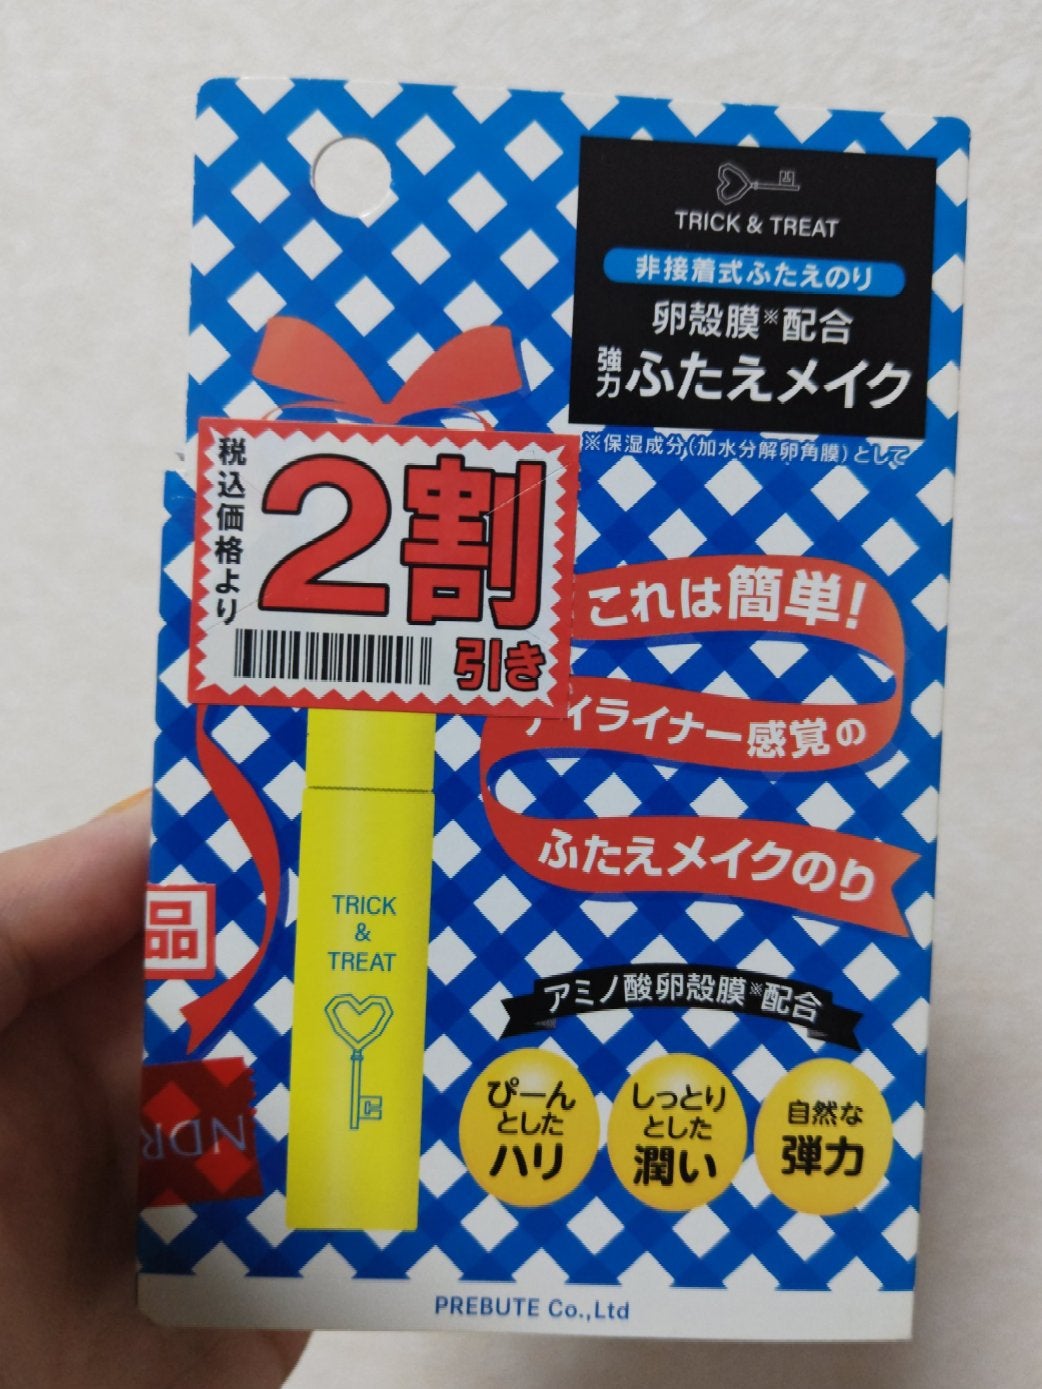 TRICK & TREAT
非接着式ふたえのり
卵殻膜※配合
強力ふたえメイク
※保湿成分(加水分解卵角膜)として
税込価格より
2割
引き
これは簡単!
アイライナー感覚の
ふたえメイクのり
TRICK
&
TREAT
品
アミノ酸卵殻膜※配合
ぴーん
とした
ハリ
しっとり
とした
潤い
自然な
弾力
NDR
PREBUTE Co.,Ltd